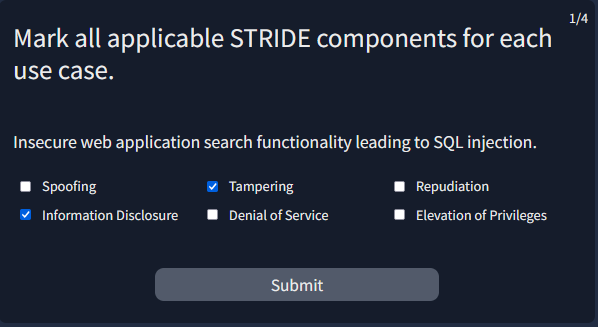 1/4
Mark all applicable STRIDE components for each
use case.
Insecure web application search functionality leading to SQL injection.
Spoofing Tampering Repudiation
Information Disclosure Denial of Service Elevation of Privileges
Submit